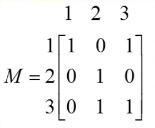 1 2 3
1 1 0 1
M = 2 0 1 0
3 0 1 1